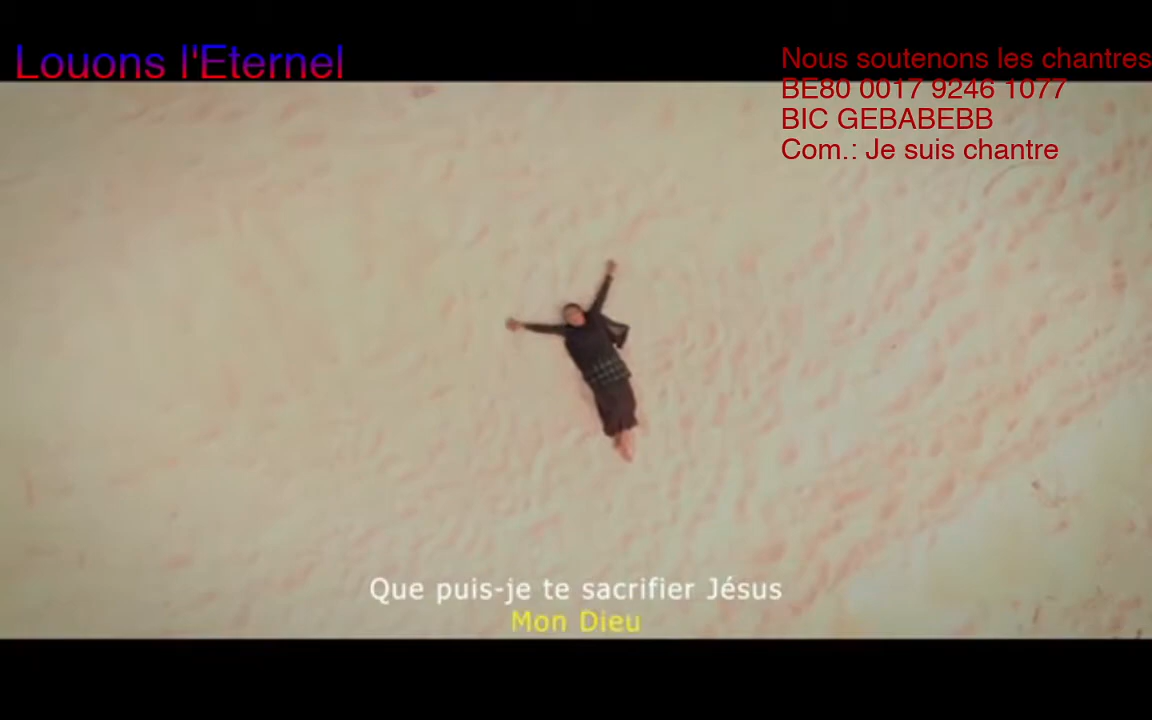 Louons l'Eternel
Nous soutenons les chantres
BE80 0017 9246 1077
BIC GEBABEBB
Com.: Je suis chantre
Que puis-je te sacrifier Jésus
Mon Dieu